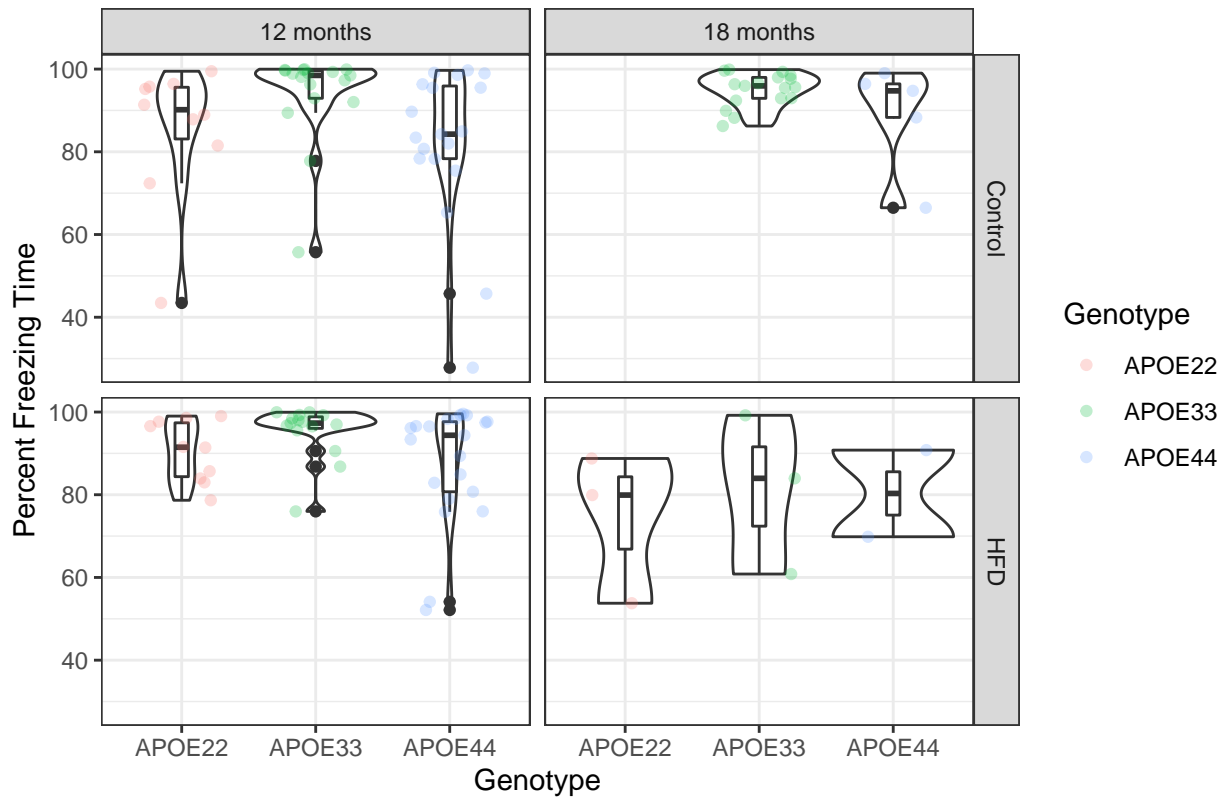 12 months
18 months
Percent Freezing Time
100
80
60
40
Control
100
80
60
40
HFD
APOE22
APOE33
APOE44
APOE22
APOE33
APOE44
Genotype
Genotype
APOE22
APOE33
APOE44